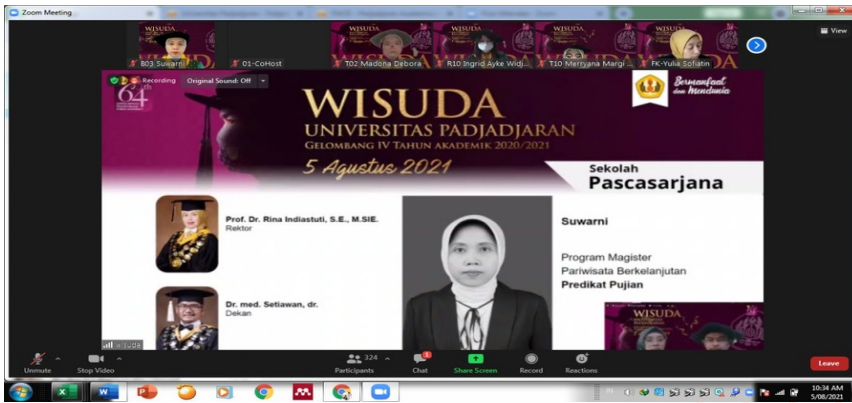 Zoom Meeting
View
B03 Suwarni
01-CoHost
T02 Madona Debora
R10 Ingrid Ayke Widj...
T10 Merryana Margi...
FK-Yulia Sofiatin
Recording
Original Sound: Off
64th
WISUDA
UNIVERSITAS PADJADJARAN
GELOMBANG IV TAHUN AKADEMIK 2020/2021
5 Agustus 2021
Bermanfaat
dan Mendunia
Sekolah
Pascasarjana
Prof. Dr. Rina Indiastuti, S.E., M.SIE.
Rektor
Dr. med. Setiawan, dr.
Dekan
Suwarni
Program Magister
Pariwisata Berkelanjutan
Predikat Pujian
WISUDA
wisuda
Unmute
Stop Video
324
Participants
Chat
Share Screen
Record
Reactions
Leave
10:34 AM
5/08/2021